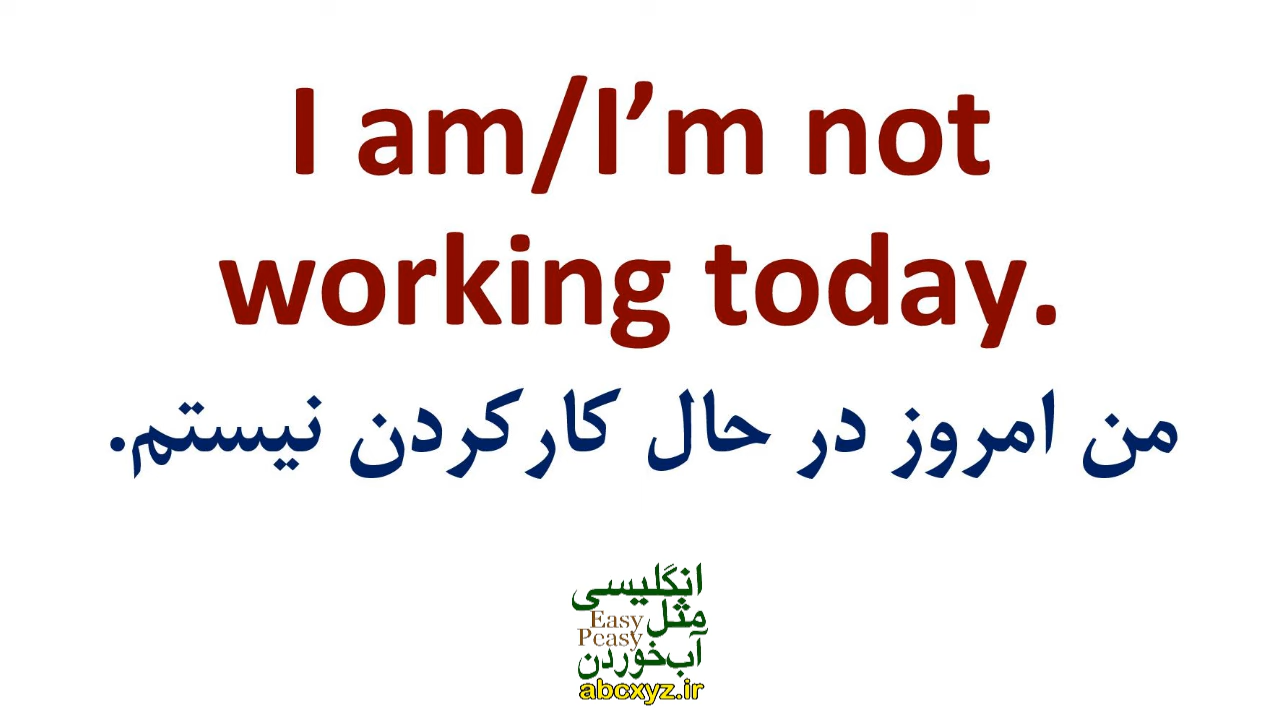 I am/I’m not
working today.
من امروز در حال کارکردن نیستم.
انگلیسی
مثل
Easy
Peasy
آب‌خوردن
abcxyz.ir